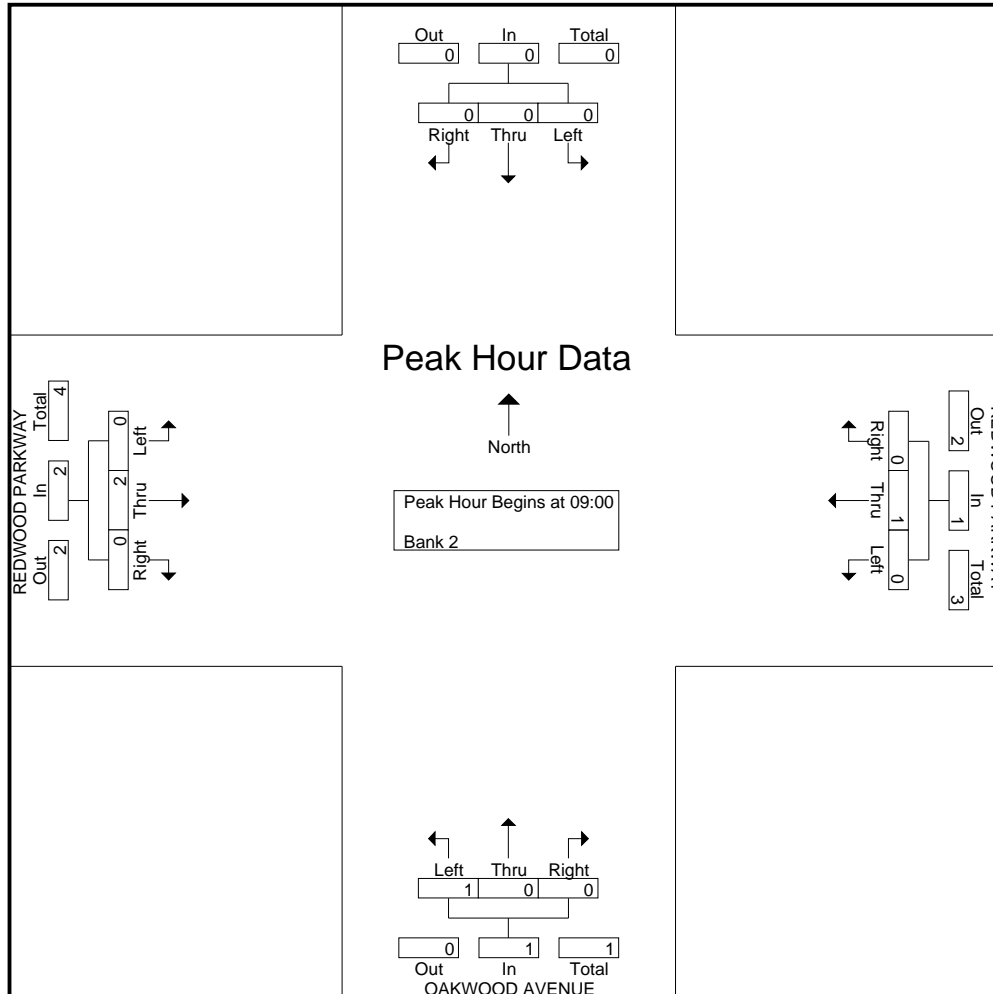 Out In Total
0 0 0
0 0 0
Right Thru Left
Peak Hour Data
North
Peak Hour Begins at 09:00
Bank 2
REDWOOD PARKWAY
Out In Total
2 2 4
Left Thru Right
0 2 0
Out In Total
2 1 3
Right Thru Left
0 1 0
Left Thru Right
1 0 0
0 1 1
Out In Total
OAKWOOD AVENUE